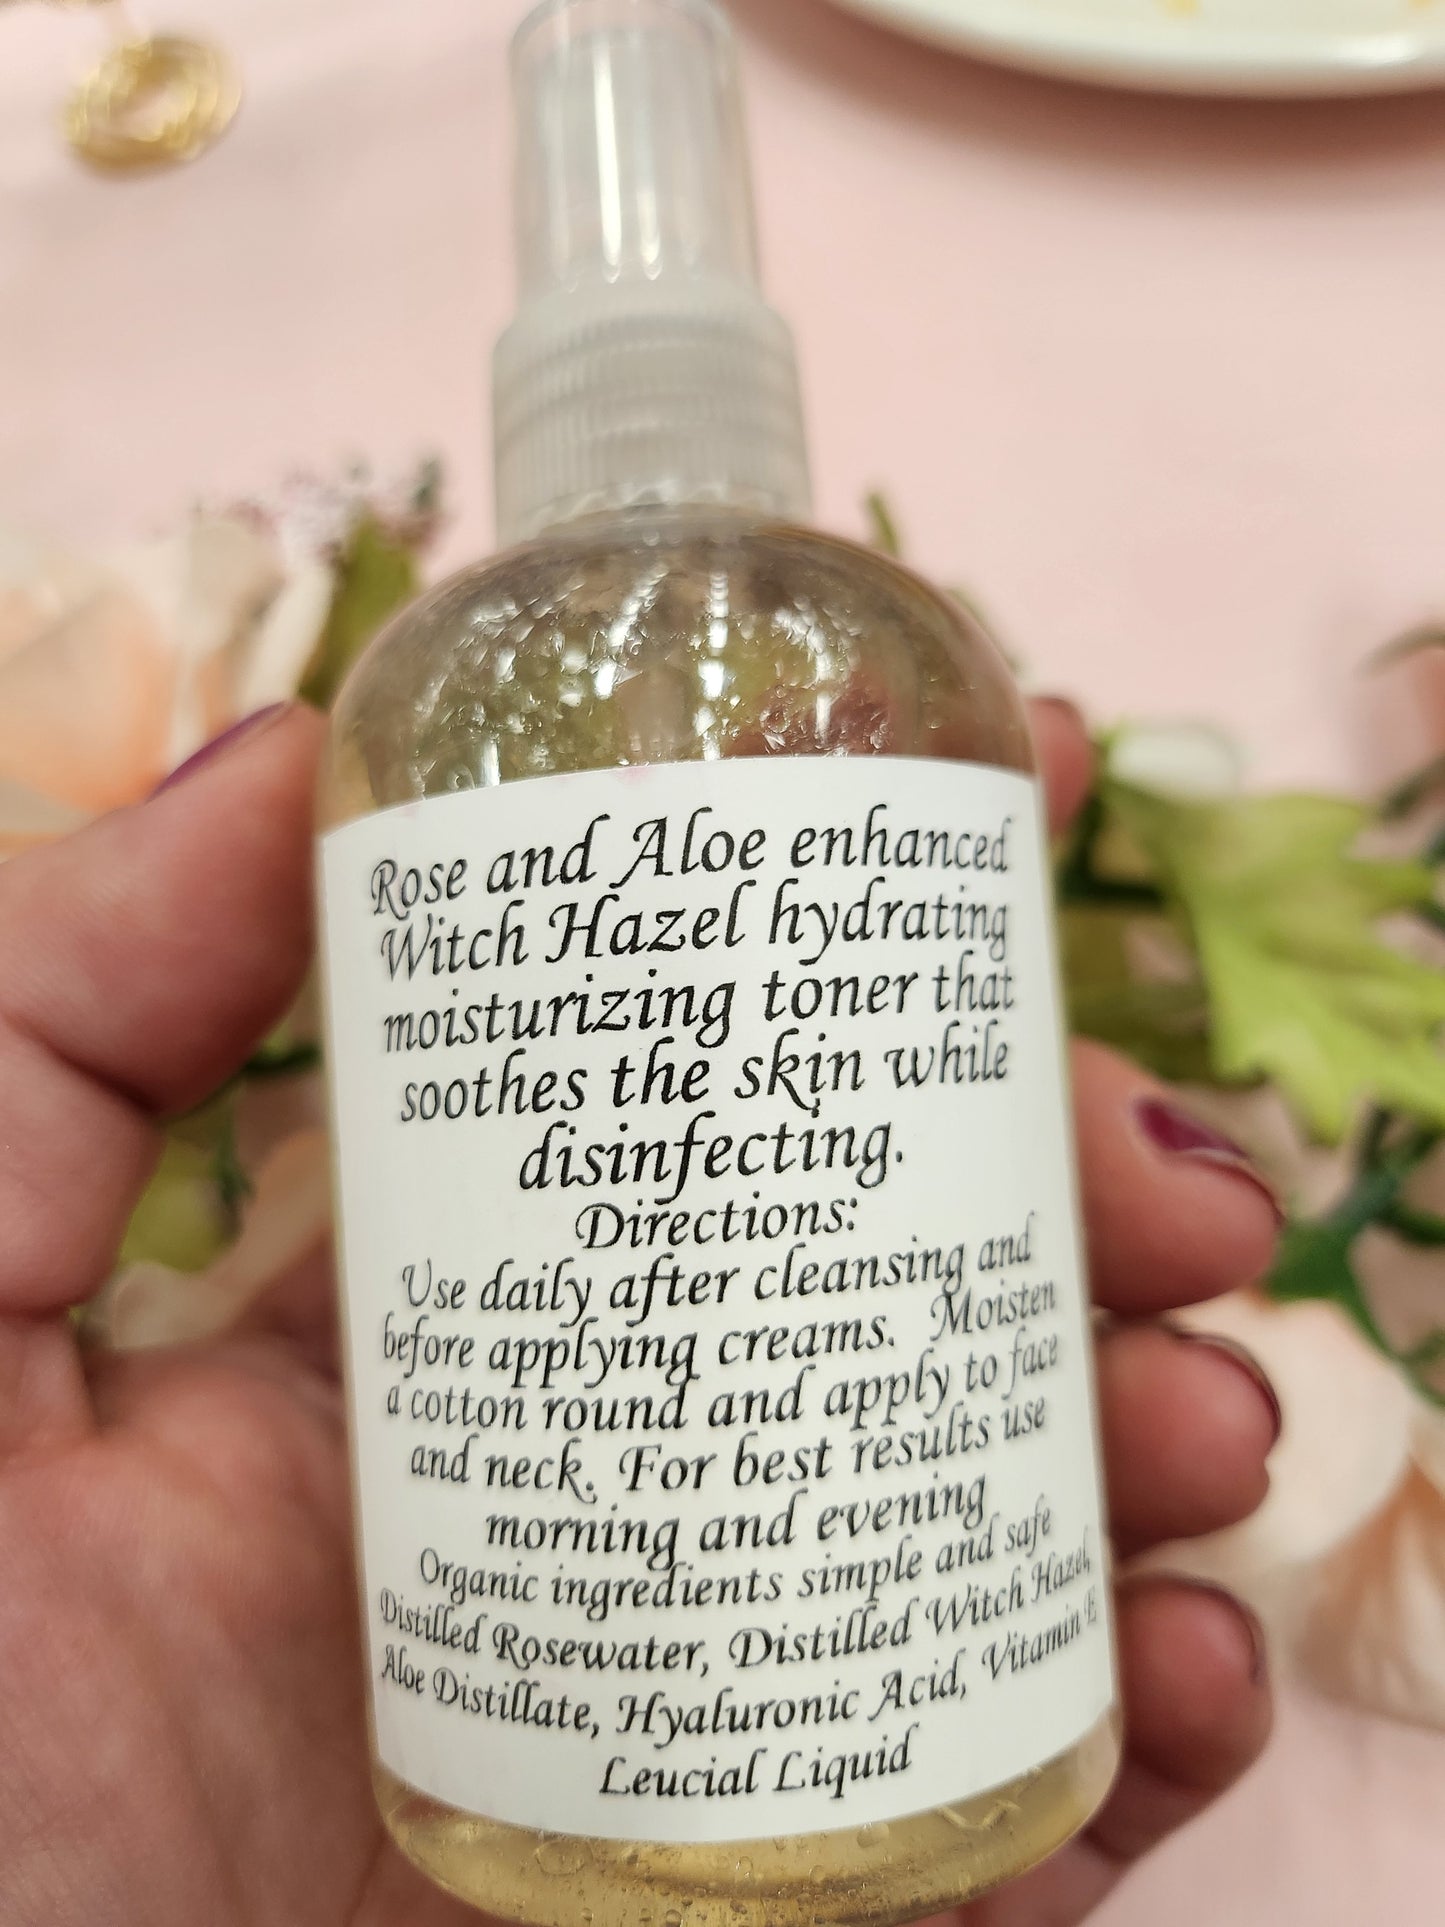 Rose and Aloe enhanced
Witch Hazel hydrating
moisturizing toner that
soothes the skin while
disinfecting.
Directions:
Use daily after cleansing and
before applying creams. Moisten
a cotton round and apply to face
and neck. For best results use
morning and evening
Organic ingredients simple and safe
Distilled Rosewater, Distilled Witch Hazel,
Aloe Distillate, Hyaluronic Acid, Vitamin E
Leucial Liquid